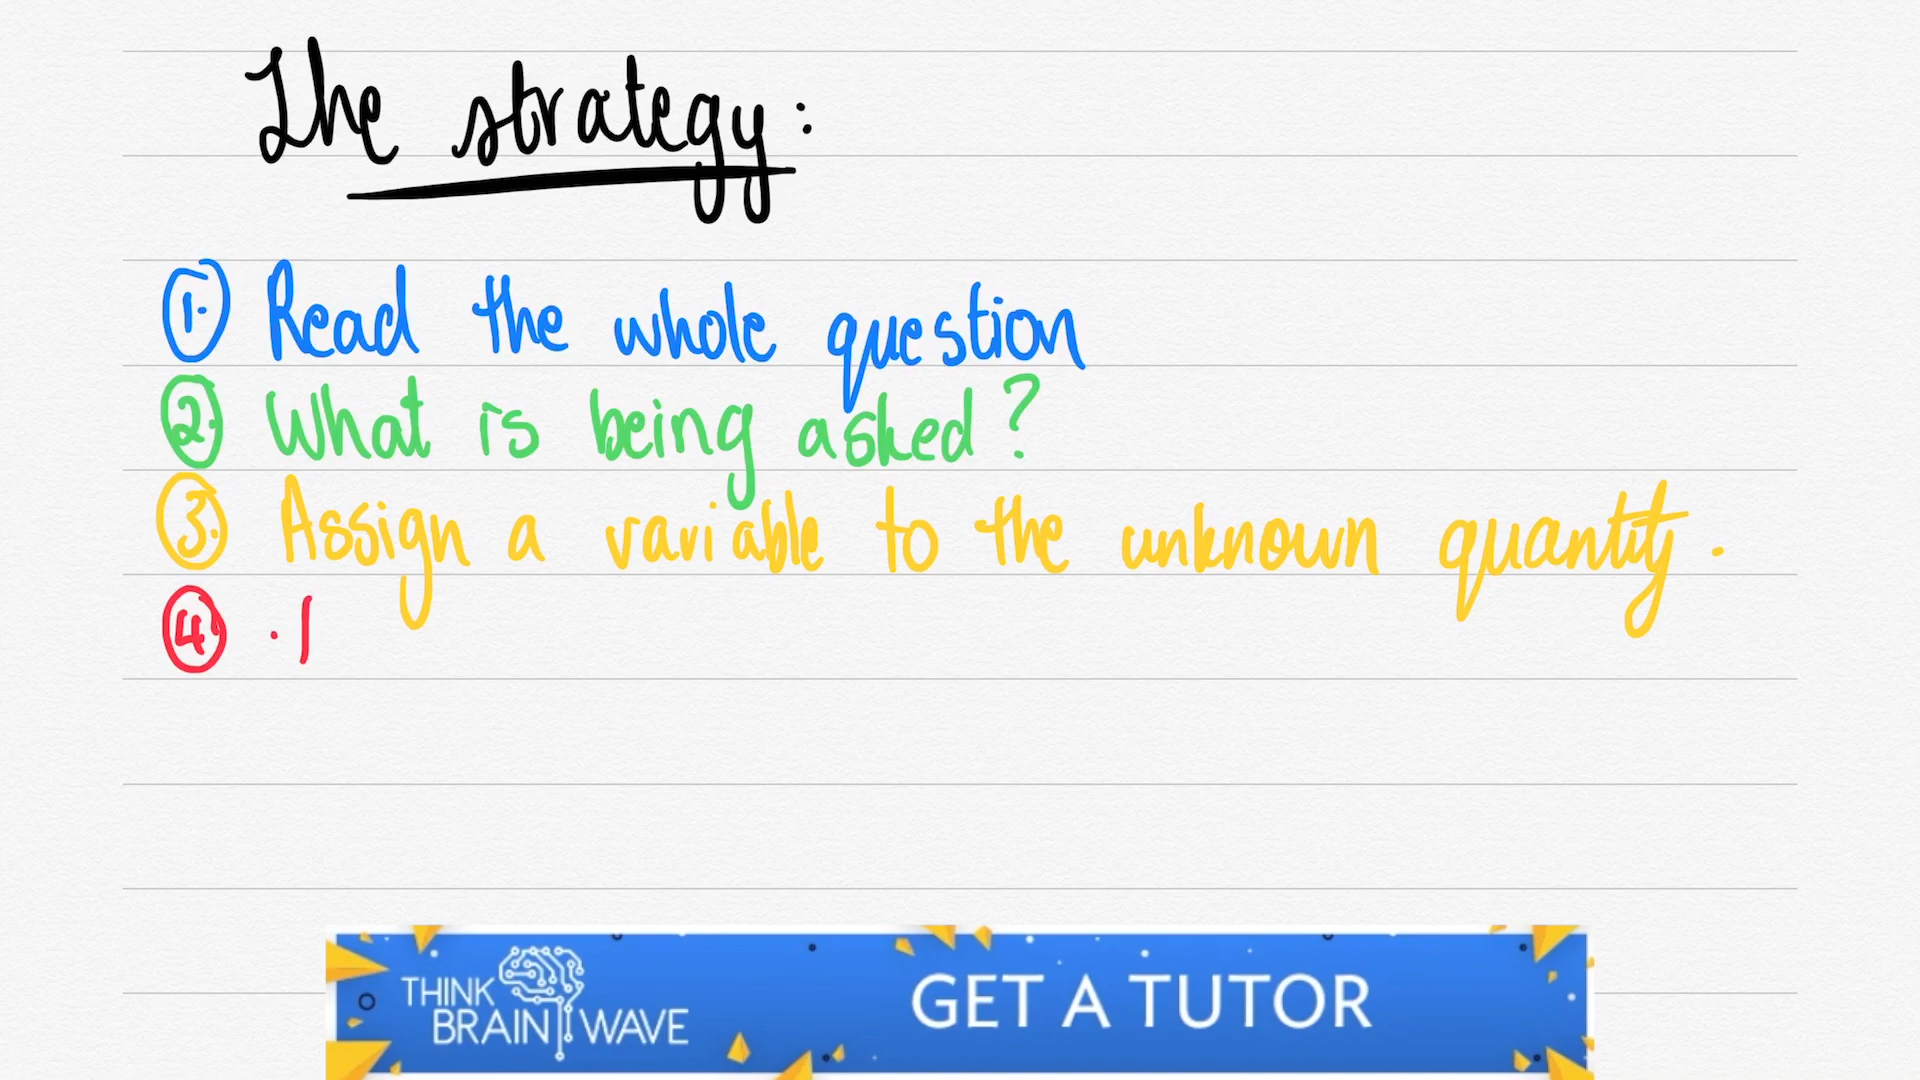 The strategy:
1. Read the whole question
2. What is being asked?
3. Assign a variable to the unknown quantity.
4.
THINK
BRAIN WAVE
GET A TUTOR